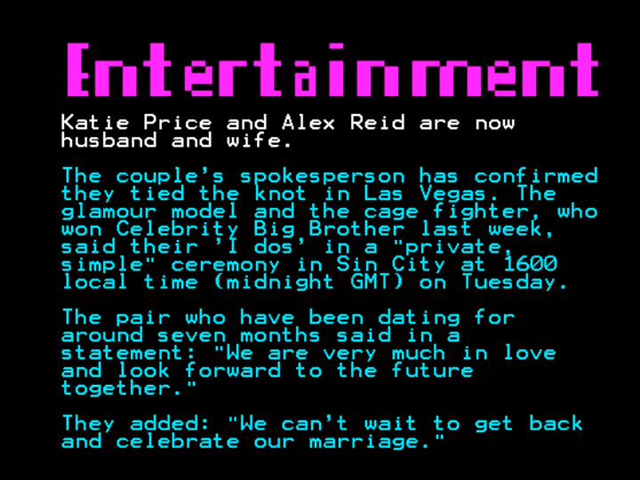 Entertainment
Katie Price and Alex Reid are now
husband and wife.
The couple's spokesperson has confirmed
they tied the knot in Las Vegas. The
glamour model and the cage fighter, who
won Celebrity Big Brother last week,
said their 'I dos' in a "private,
simple" ceremony in Sin City at 1600
local time (midnight GMT) on Tuesday.
The pair who have been dating for
around seven months said in a
statement: "We are very much in love
and look forward to the future
together."
They added: "We can't wait to get back
and celebrate our marriage."